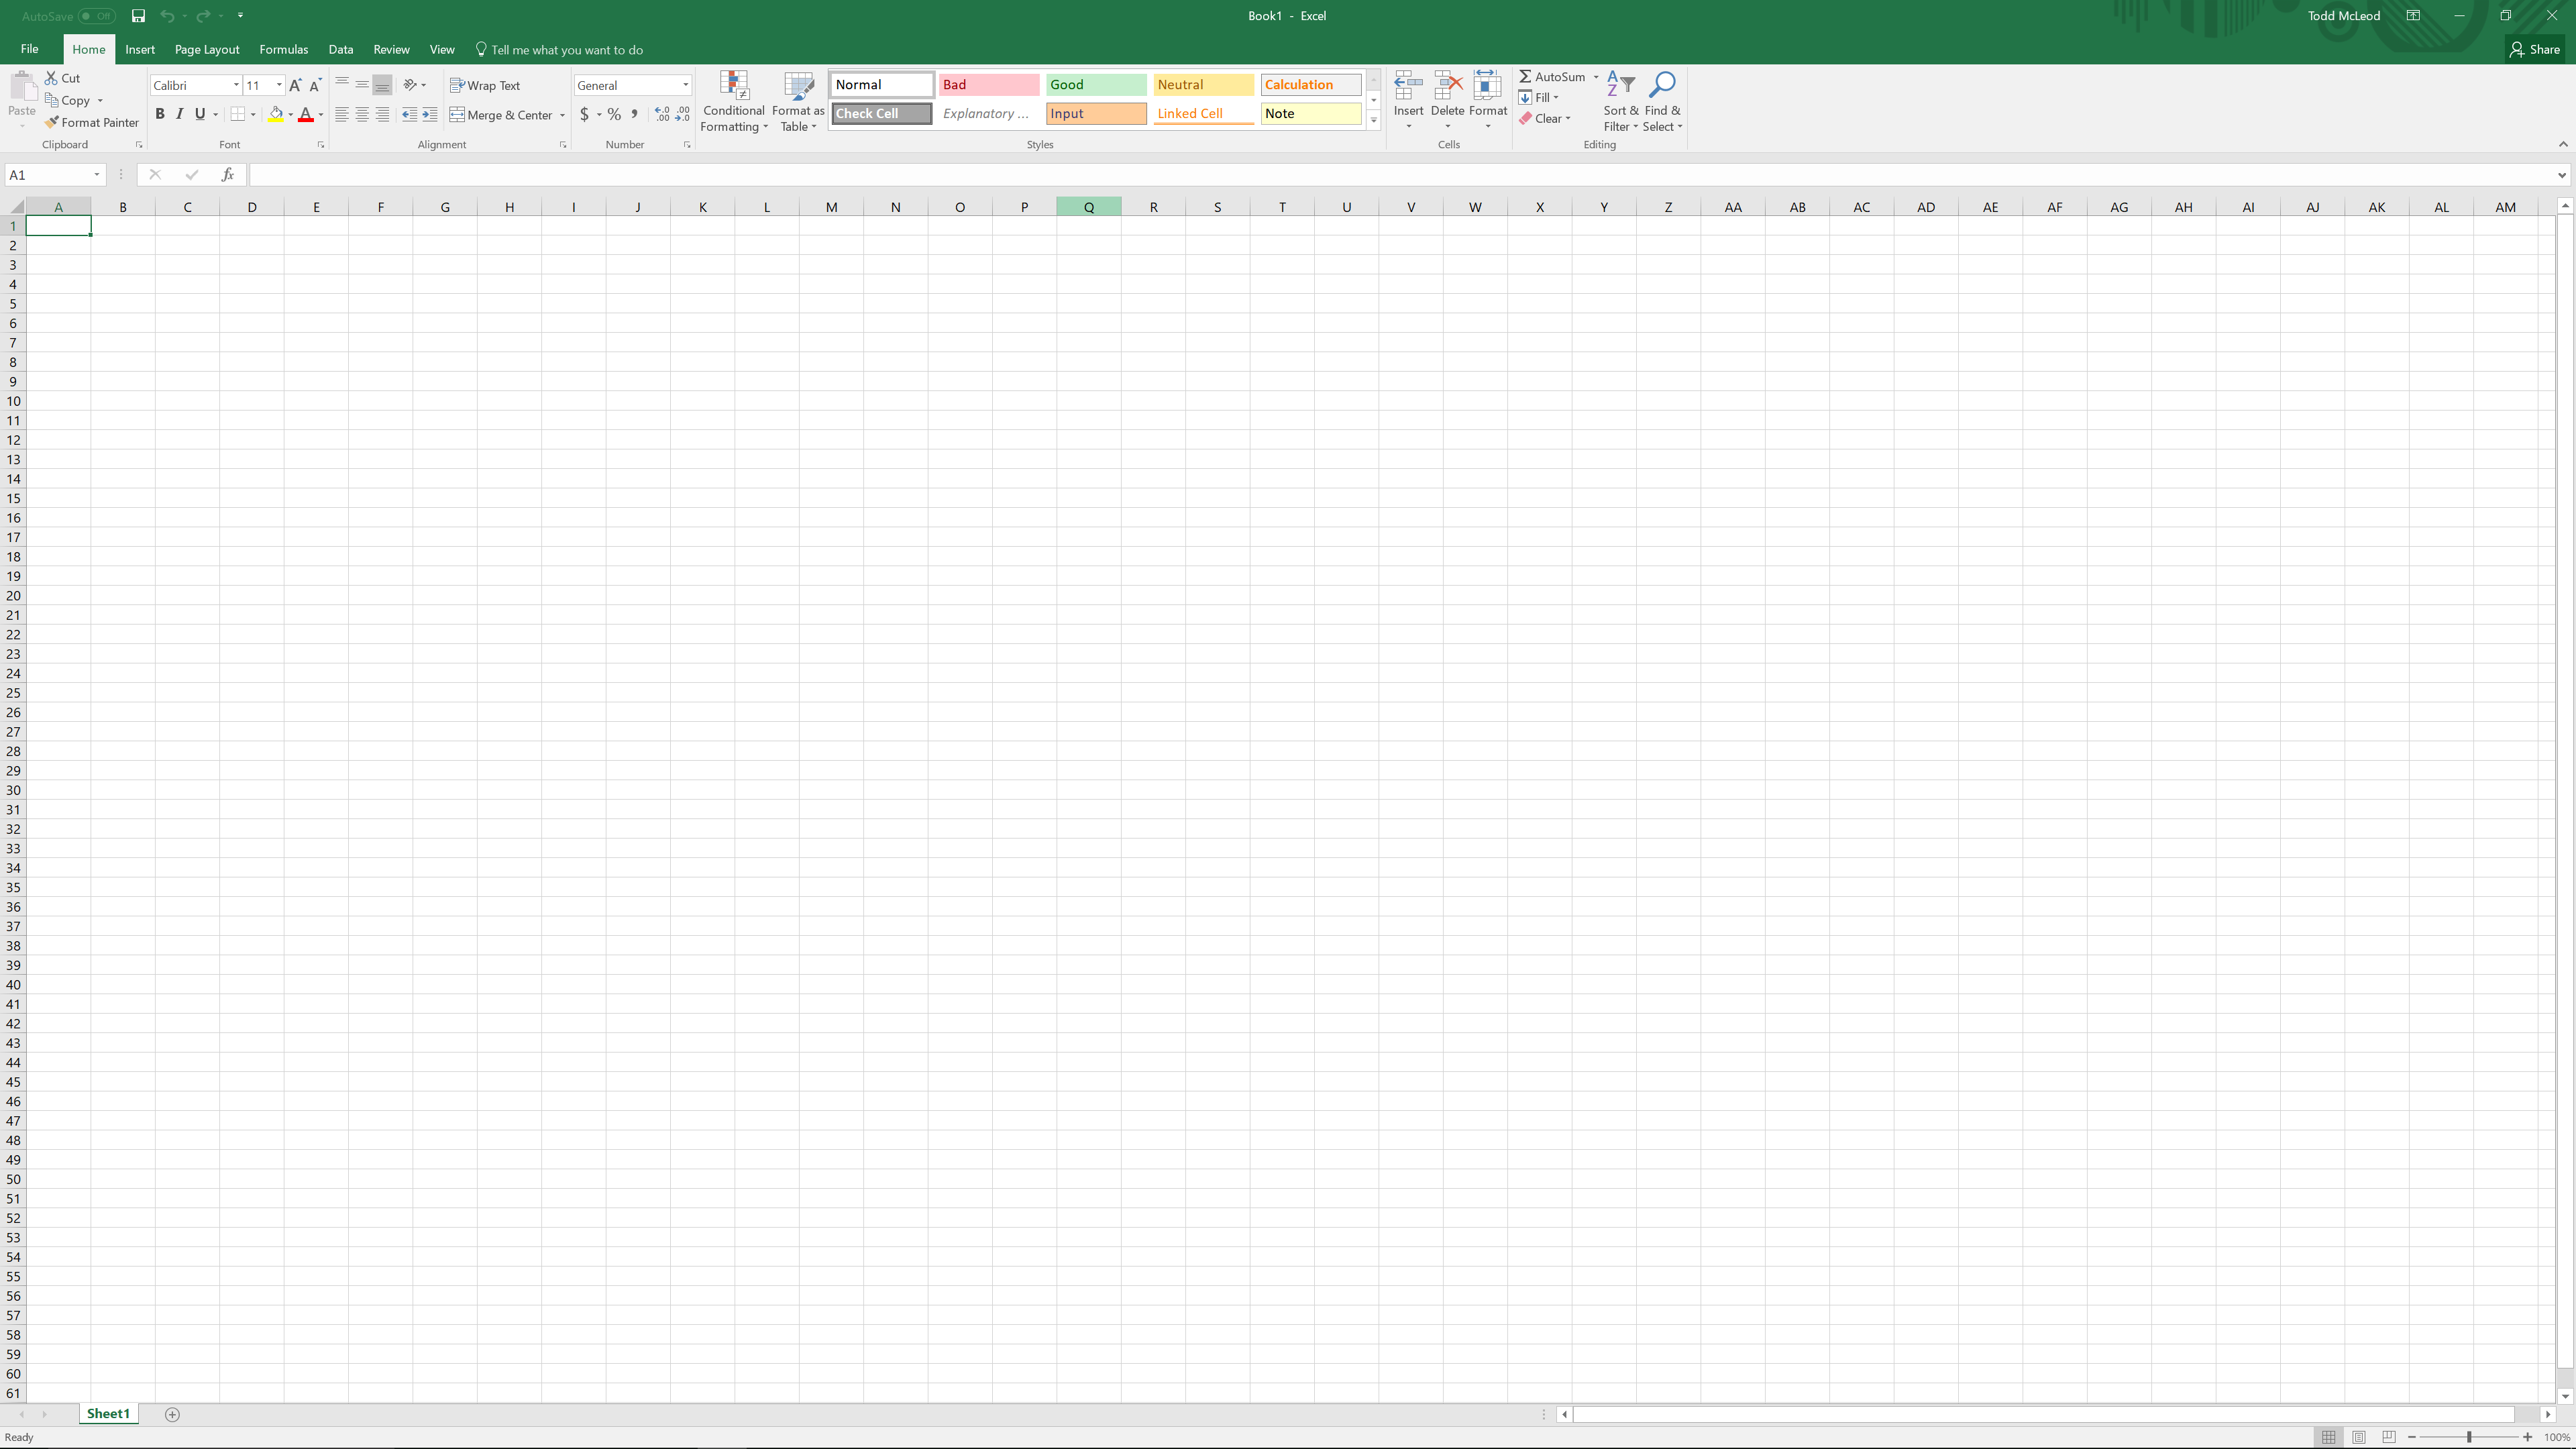 AutoSave Off
Book1 - Excel
Todd McLeod
File Home Insert Page Layout Formulas Data Review View Tell me what you want to do
Share
Paste
Cut
Copy
Format Painter
Clipboard
Calibri 11
B I U A
Font
Wrap Text
Merge & Center
Alignment
General
$ % ,
Number
Conditional Formatting
Format as Table
Normal Bad Good Neutral Calculation
Check Cell Explanatory ... Input Linked Cell Note
Styles
Insert Delete Format
Cells
AutoSum
Fill
Clear
Sort & Filter
Find & Select
Editing
A1
fx
A B C D E F G H I J K L M N O P Q R S T U V W X Y Z AA AB AC AD AE AF AG AH AI AJ AK AL AM
1
2
3
4
5
6
7
8
9
10
11
12
13
14
15
16
17
18
19
20
21
22
23
24
25
26
27
28
29
30
31
32
33
34
35
36
37
38
39
40
41
42
43
44
45
46
47
48
49
50
51
52
53
54
55
56
57
58
59
60
61
Sheet1
Ready
100%